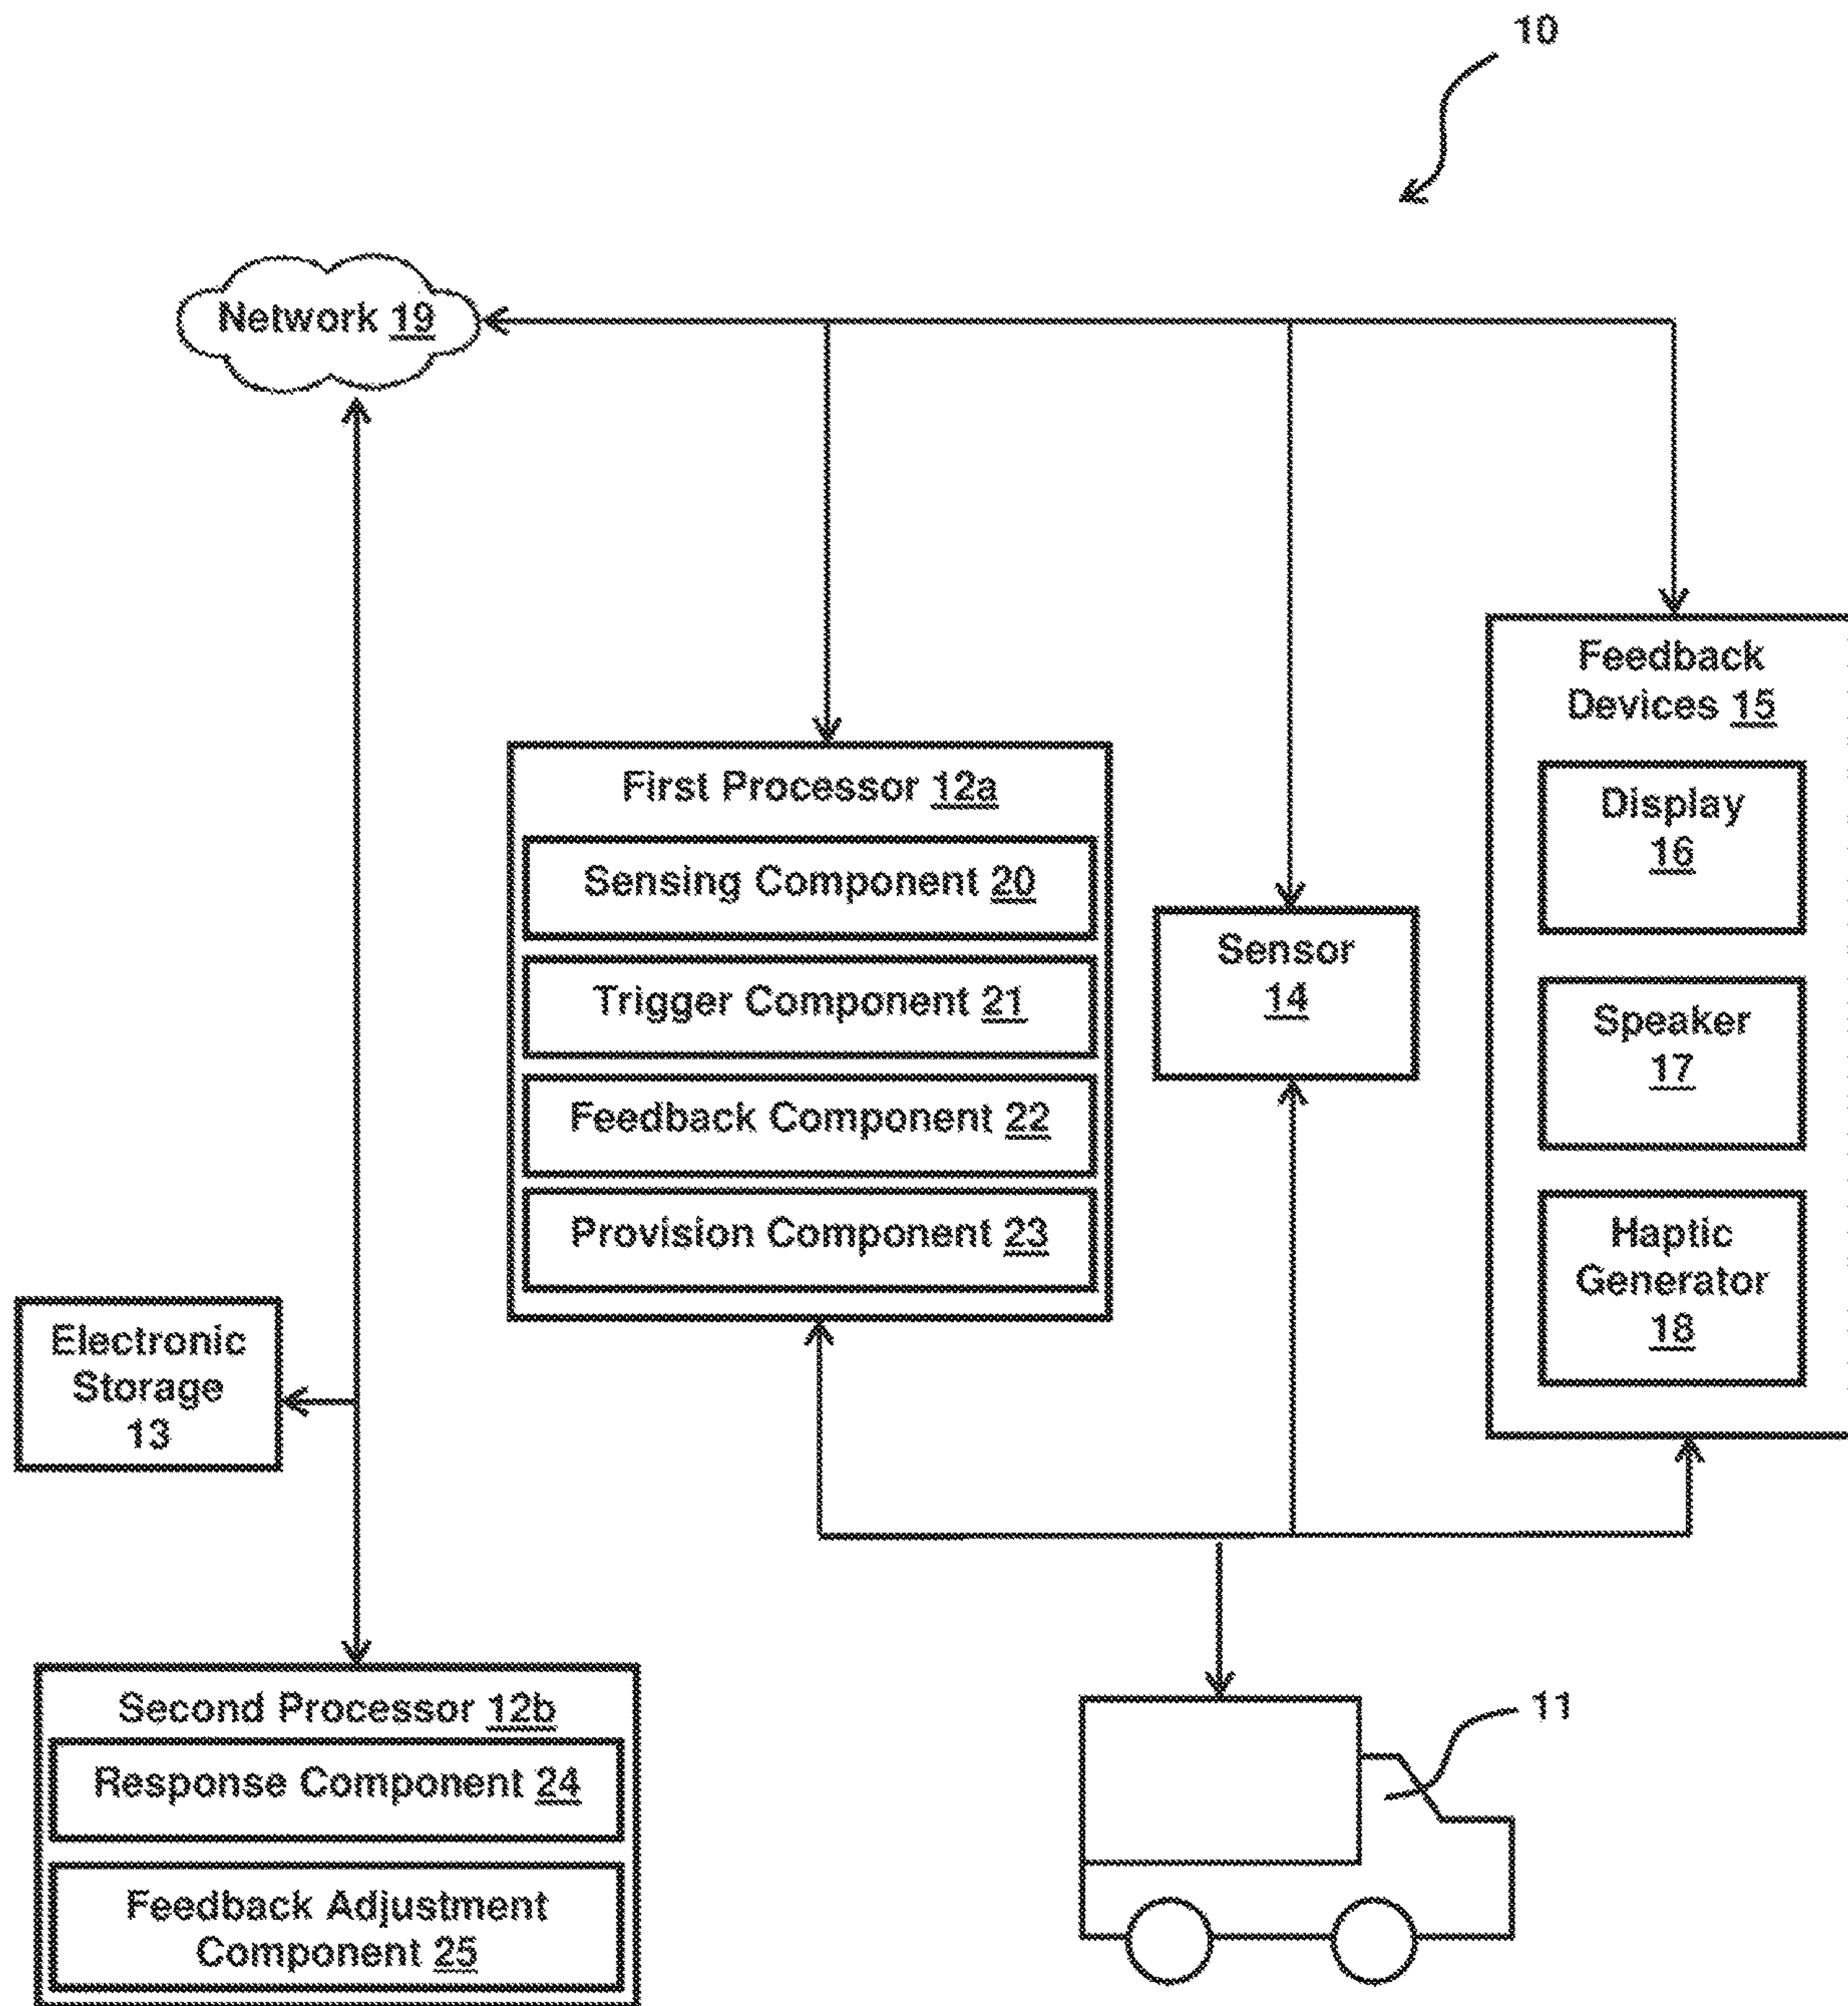 10
Network 19
First Processor 12a
Sensing Component 20
Trigger Component 21
Feedback Component 22
Provision Component 23
Sensor
14
Feedback
Devices 15
Display
16
Speaker
17
Haptic
Generator
18
Electronic
Storage
13
Second Processor 12b
Response Component 24
Feedback Adjustment
Component 25
11